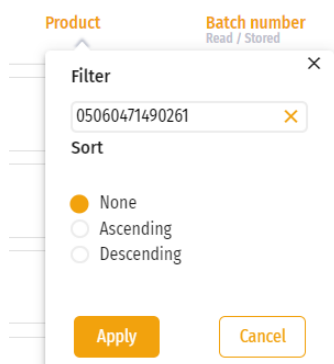 Product
Batch number
Read / Stored
Filter
05060471490261
Sort
None
Ascending
Descending
Apply
Cancel